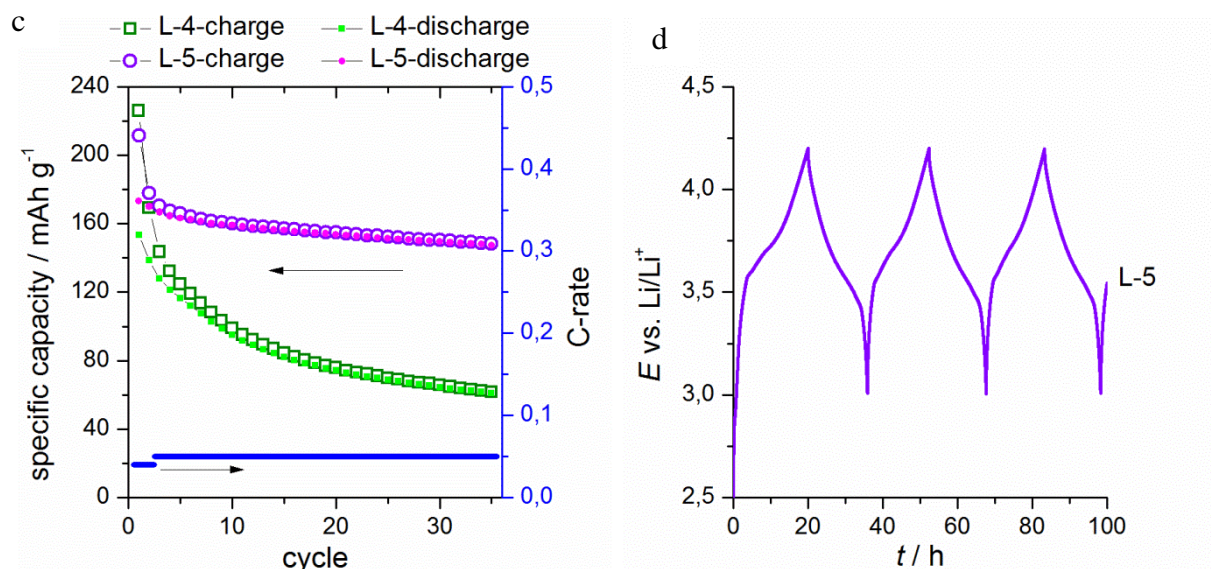 c
L-4-charge L-4-discharge
L-5-charge L-5-discharge
240
200
160
120
80
40
0
specific capacity / mAh g⁻¹
0 10 20 30
cycle
0,5
0,4
0,3
0,2
0,1
0,0
C-rate
d
4,5
4,0
3,5
3,0
2,5
E vs. Li/Li⁺
0 20 40 60 80 100
t / h
L-5